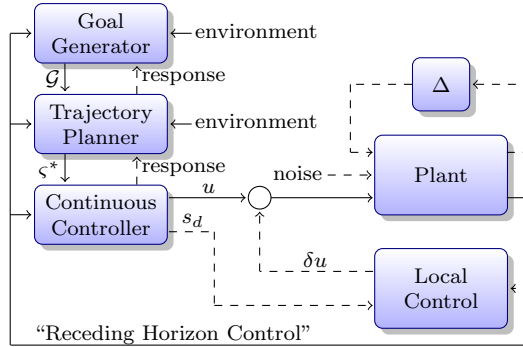 Goal
Generator
environment
𝒢
response
Trajectory
Planner
environment
Δ
ς*
response
noise
Plant
Continuous
Controller
u
s_d
δu
Local
Control
“Receding Horizon Control”